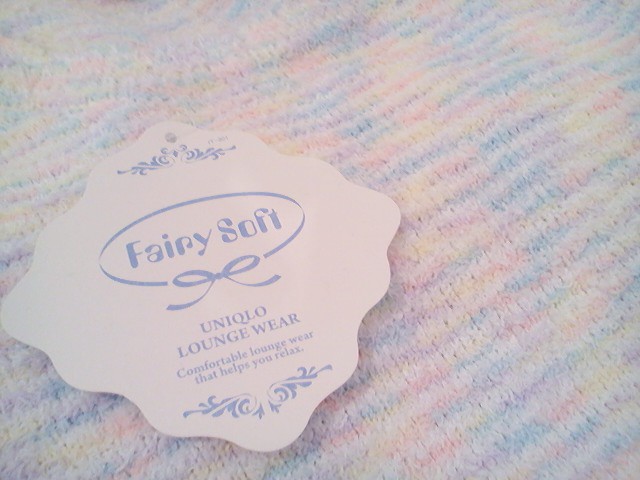 Fairy Soft
UNIQLO
LOUNGE WEAR
Comfortable lounge wear
that helps you relax.